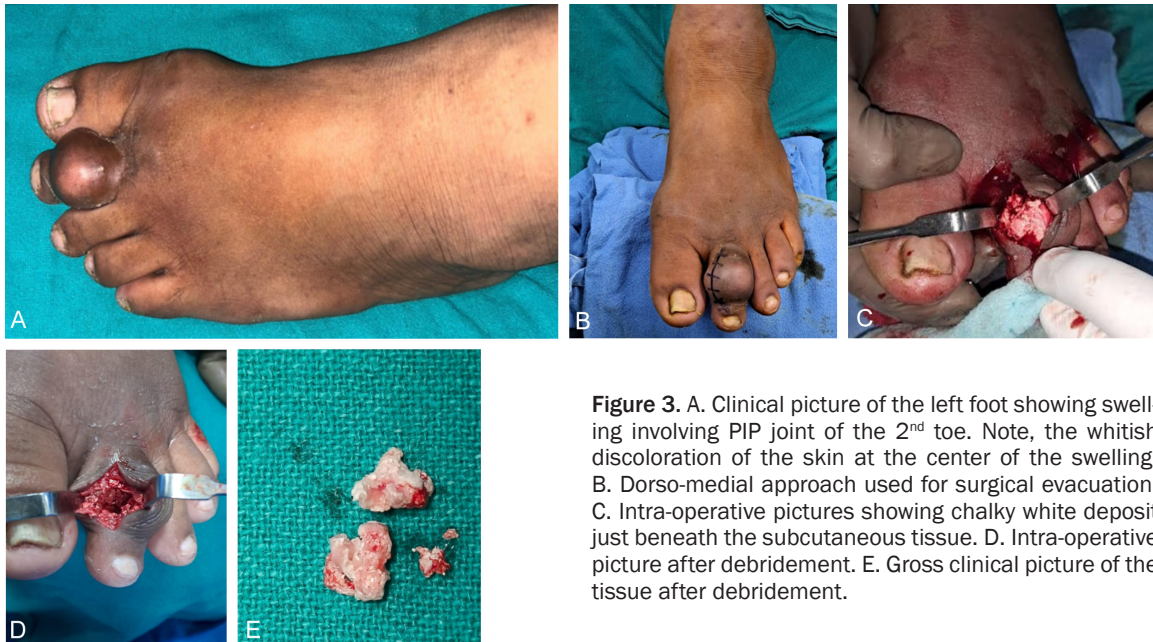 A
B
C
D
E
Figure 3. A. Clinical picture of the left foot showing swell-
ing involving PIP joint of the 2nd toe. Note, the whitish
discoloration of the skin at the center of the swelling.
B. Dorso-medial approach used for surgical evacuation.
C. Intra-operative pictures showing chalky white deposit
just beneath the subcutaneous tissue. D. Intra-operative
picture after debridement. E. Gross clinical picture of the
tissue after debridement.